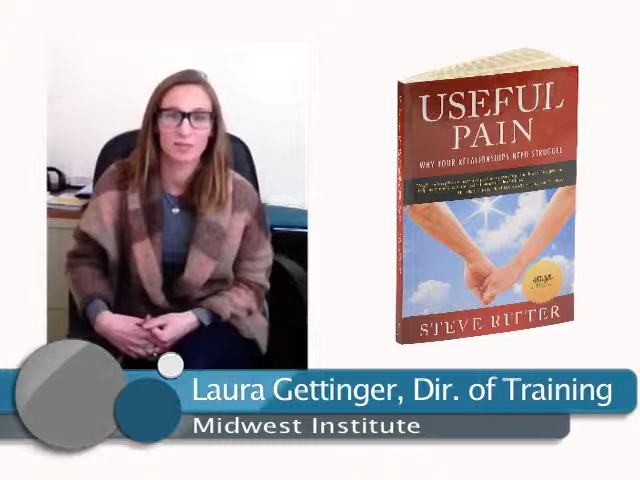 USEFUL
PAIN
WHY YOUR RELATIONSHIPS NEED STRUGGLE
STEVE RITTER
Laura Gettinger, Dir. of Training
Midwest Institute